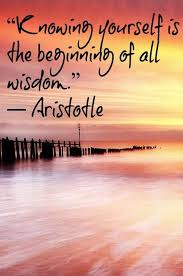 “Knowing yourself is
the beginning of all
wisdom.”
— Aristotle